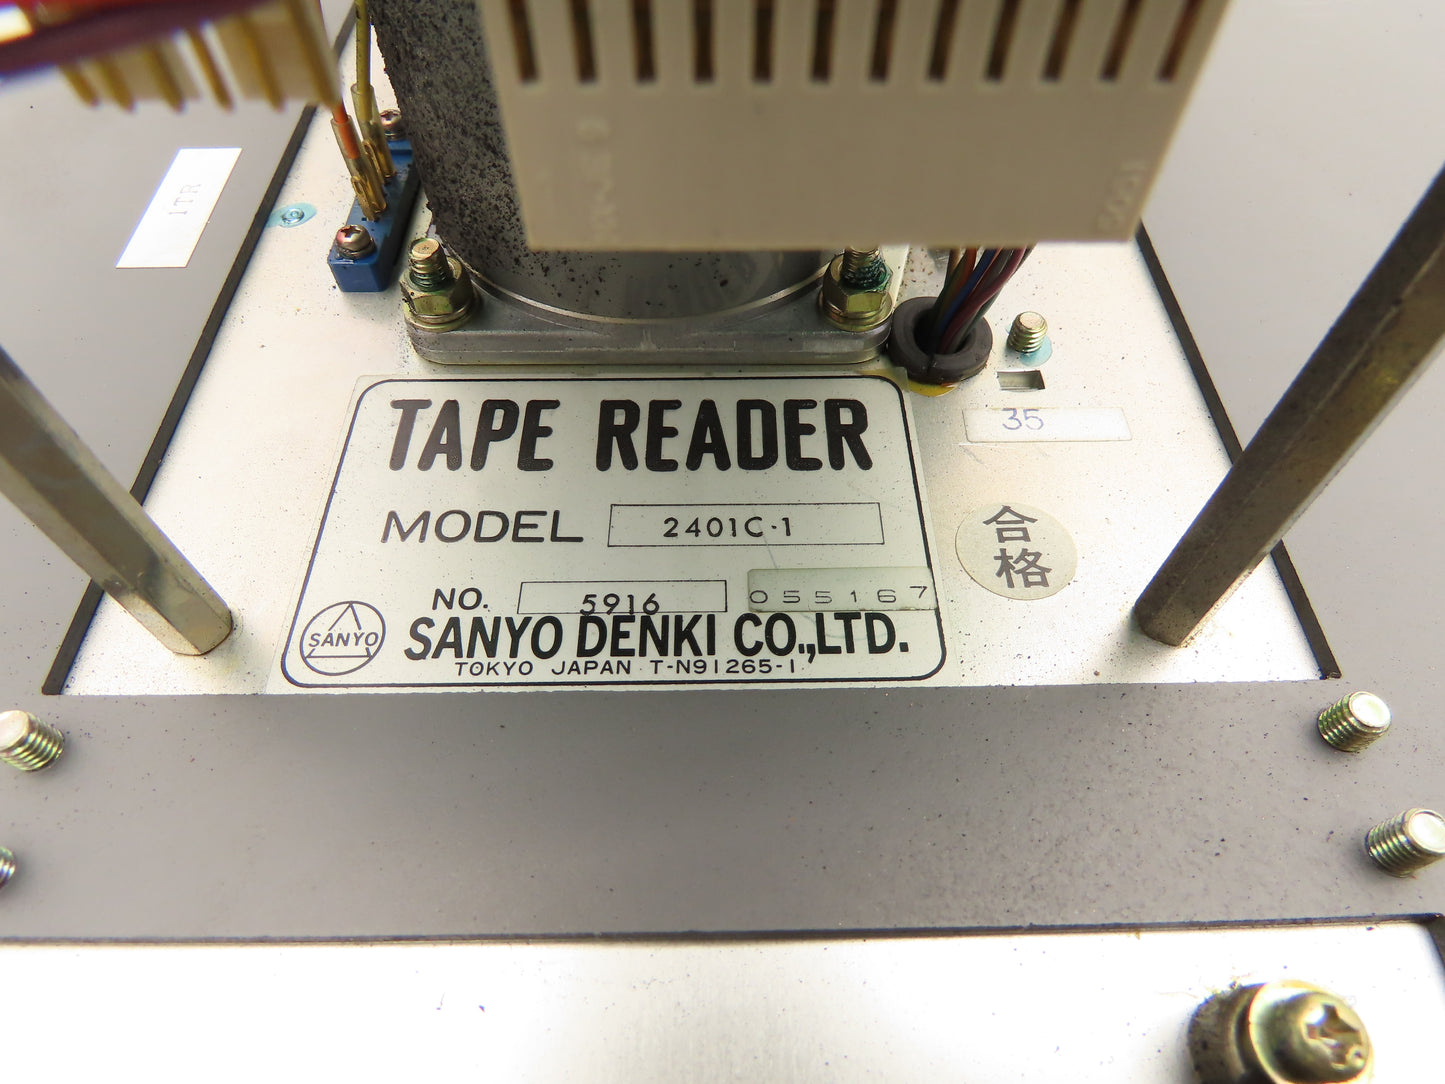 1TR
35
TAPE READER
MODEL 2401C-1
合格
NO. 5916 055167
SANYO SANYO DENKI CO.,LTD.
TOKYO JAPAN T-N91265-1